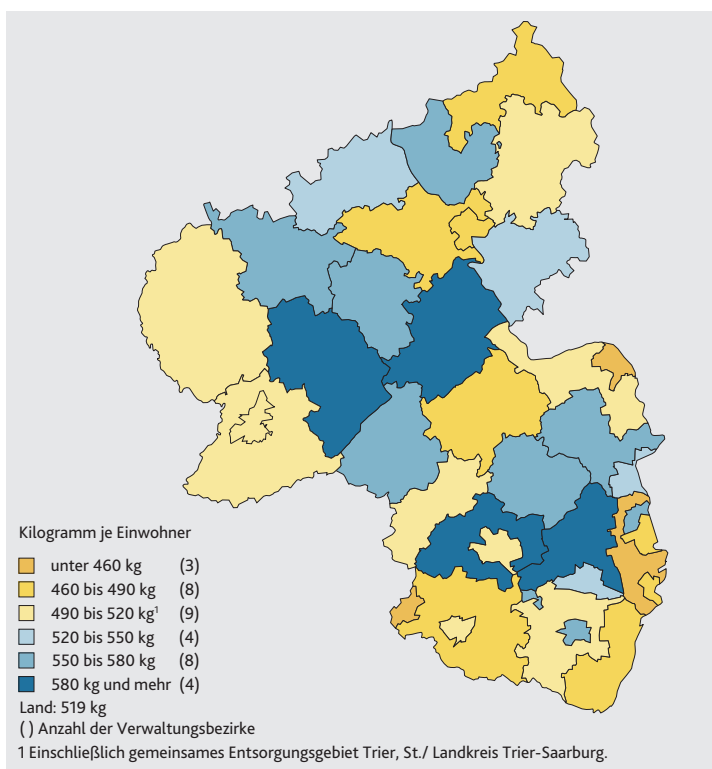 Kilogramm je Einwohner
unter 460 kg (3)
460 bis 490 kg (8)
490 bis 520 kg¹ (9)
520 bis 550 kg (4)
550 bis 580 kg (8)
580 kg und mehr (4)
Land: 519 kg
( ) Anzahl der Verwaltungsbezirke
1 Einschließlich gemeinsames Entsorgungsgebiet Trier, St./ Landkreis Trier-Saarburg.